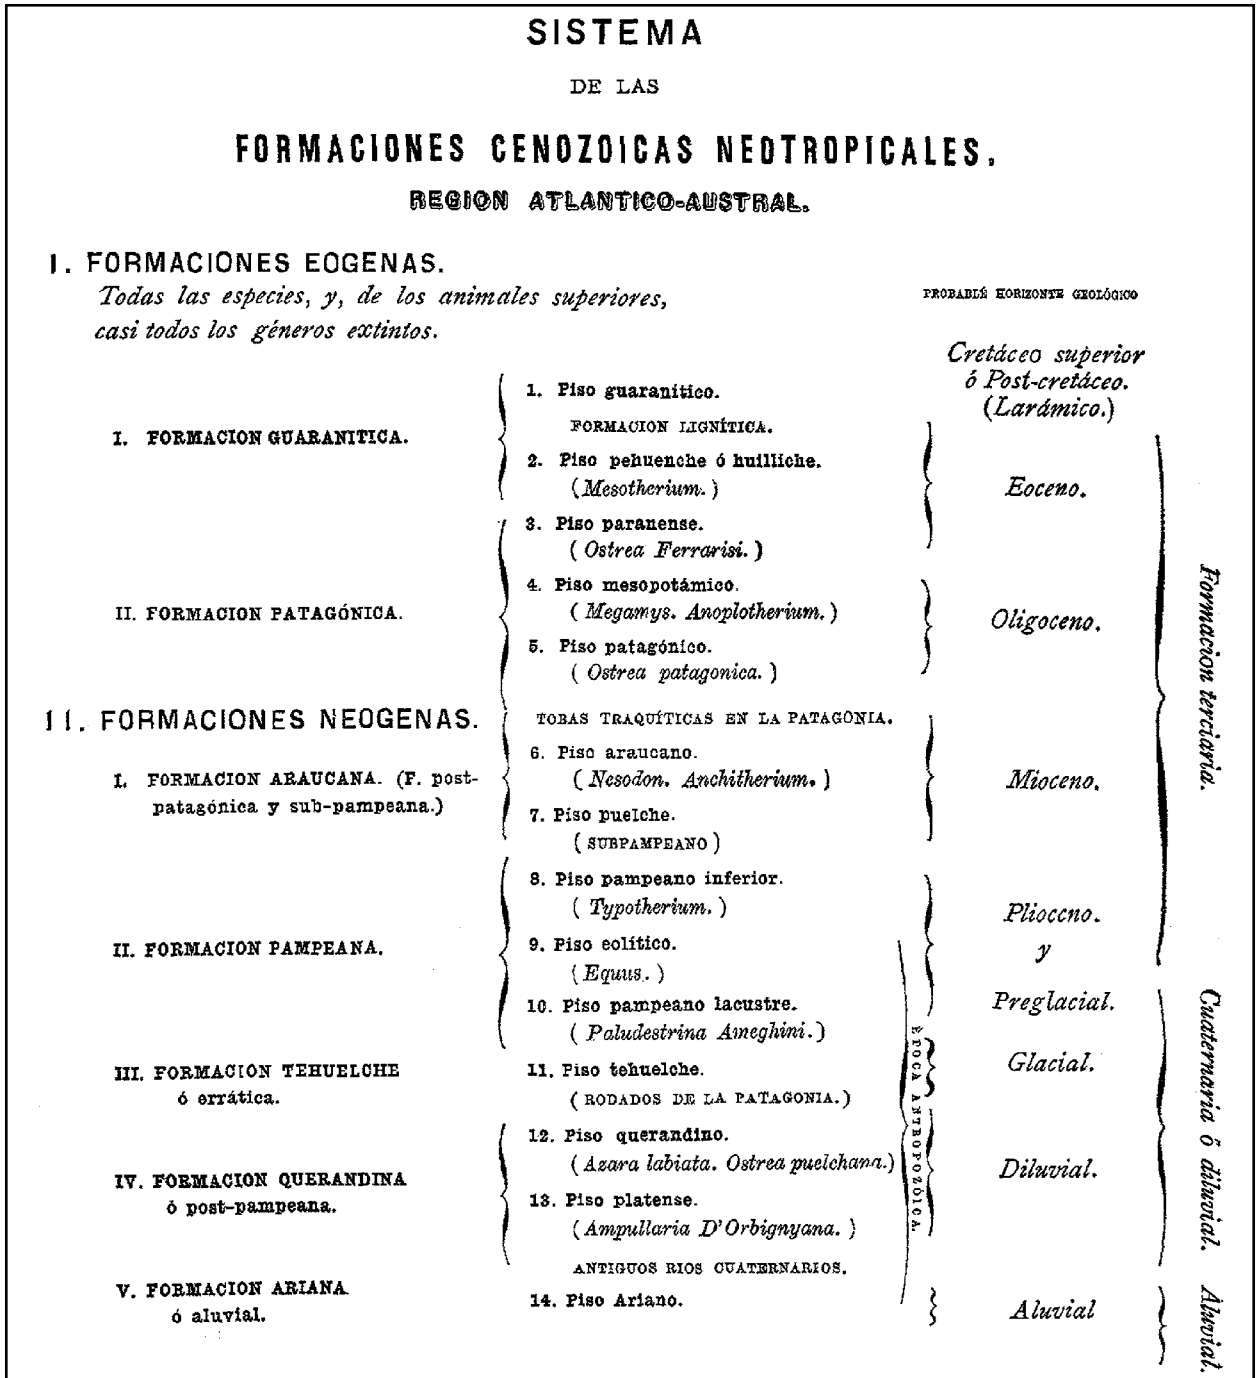 SISTEMA
DE LAS
FORMACIONES CENOZOICAS NEOTROPICALES.
REGION ATLANTICO-AUSTRAL.
I. FORMACIONES EOGENAS.
Todas las especies, y, de los animales superiores,
casi todos los géneros extintos.
PROBABLÉ HORIZONTE GEOLÓGICO
Cretáceo superior
ó Post-cretáceo.
(Larámico.)
I. FORMACION GUARANITICA.
1. Piso guaranítico.
FORMACION LIGNÍTICA.
2. Piso pehuenche ó huilliche.
(Mesotherium.)
Eoceno.
II. FORMACION PATAGÓNICA.
3. Piso paranense.
(Ostrea Ferrarisi.)
4. Piso mesopotámico.
(Megamys. Anoplotherium.)
5. Piso patagónico.
(Ostrea patagonica.)
Oligoceno.
Formacion terciaria.
II. FORMACIONES NEOGENAS.
TOBAS TRAQUÍTICAS EN LA PATAGONIA.
I. FORMACION ARAUCANA. (F. post-
patagónica y sub-pampeana.)
6. Piso araucano.
(Nesodon. Anchitherium.)
7. Piso puelche.
(SUBPAMPEANO)
Mioceno.
II. FORMACION PAMPEANA.
8. Piso pampeano inferior.
(Typotherium.)
9. Piso eolítico.
(Equus.)
10. Piso pampeano lacustre.
(Paludestrina Ameghini.)
Plioceno.
y
Preglacial.
III. FORMACION TEHUELCHE
ó errática.
11. Piso tehuelche.
(RODADOS DE LA PATAGONIA.)
Glacial.
ÉPOCA ANTROPOZÓICA.
IV. FORMACION QUERANDINA
ó post-pampeana.
12. Piso querandino.
(Azara labiata. Ostrea puelchana.)
13. Piso platense.
(Ampullaria D'Orbignyana.)
ANTIGUOS RIOS CUATERNARIOS.
Diluvial.
Cuaternaria ó diluvial.
V. FORMACION ARIANA
ó aluvial.
14. Piso Ariano.
Aluvial
Aluvial.